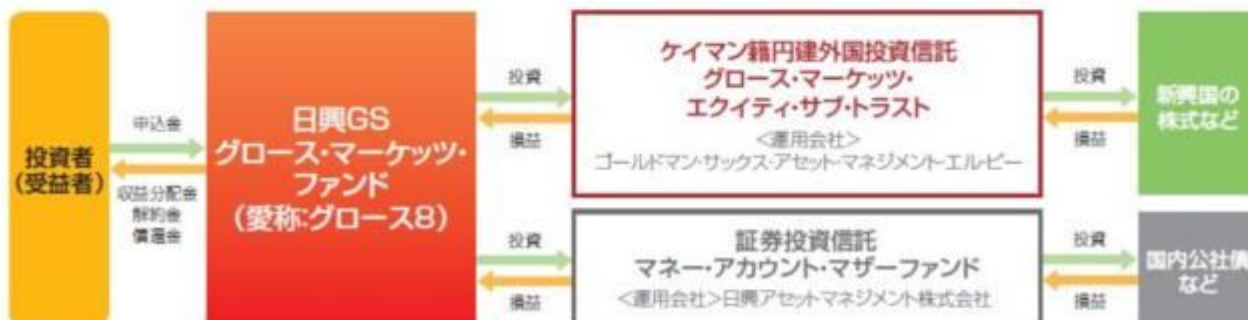 投資者
(受益者)
申込金
収益分配金
解約金
償還金
日興GS
グロース・マーケッツ・
ファンド
(愛称:グロース8)
投資
損益
ケイマン籍円建外国投資信託
グロース・マーケッツ・
エクイティ・サブ・トラスト
<運用会社>
ゴールドマン・サックス・アセット・マネジメント・エル・ピー
投資
損益
新興国の
株式など
投資
損益
証券投資信託
マネー・アカウント・マザーファンド
<運用会社>日興アセットマネジメント株式会社
投資
損益
国内公社債
など